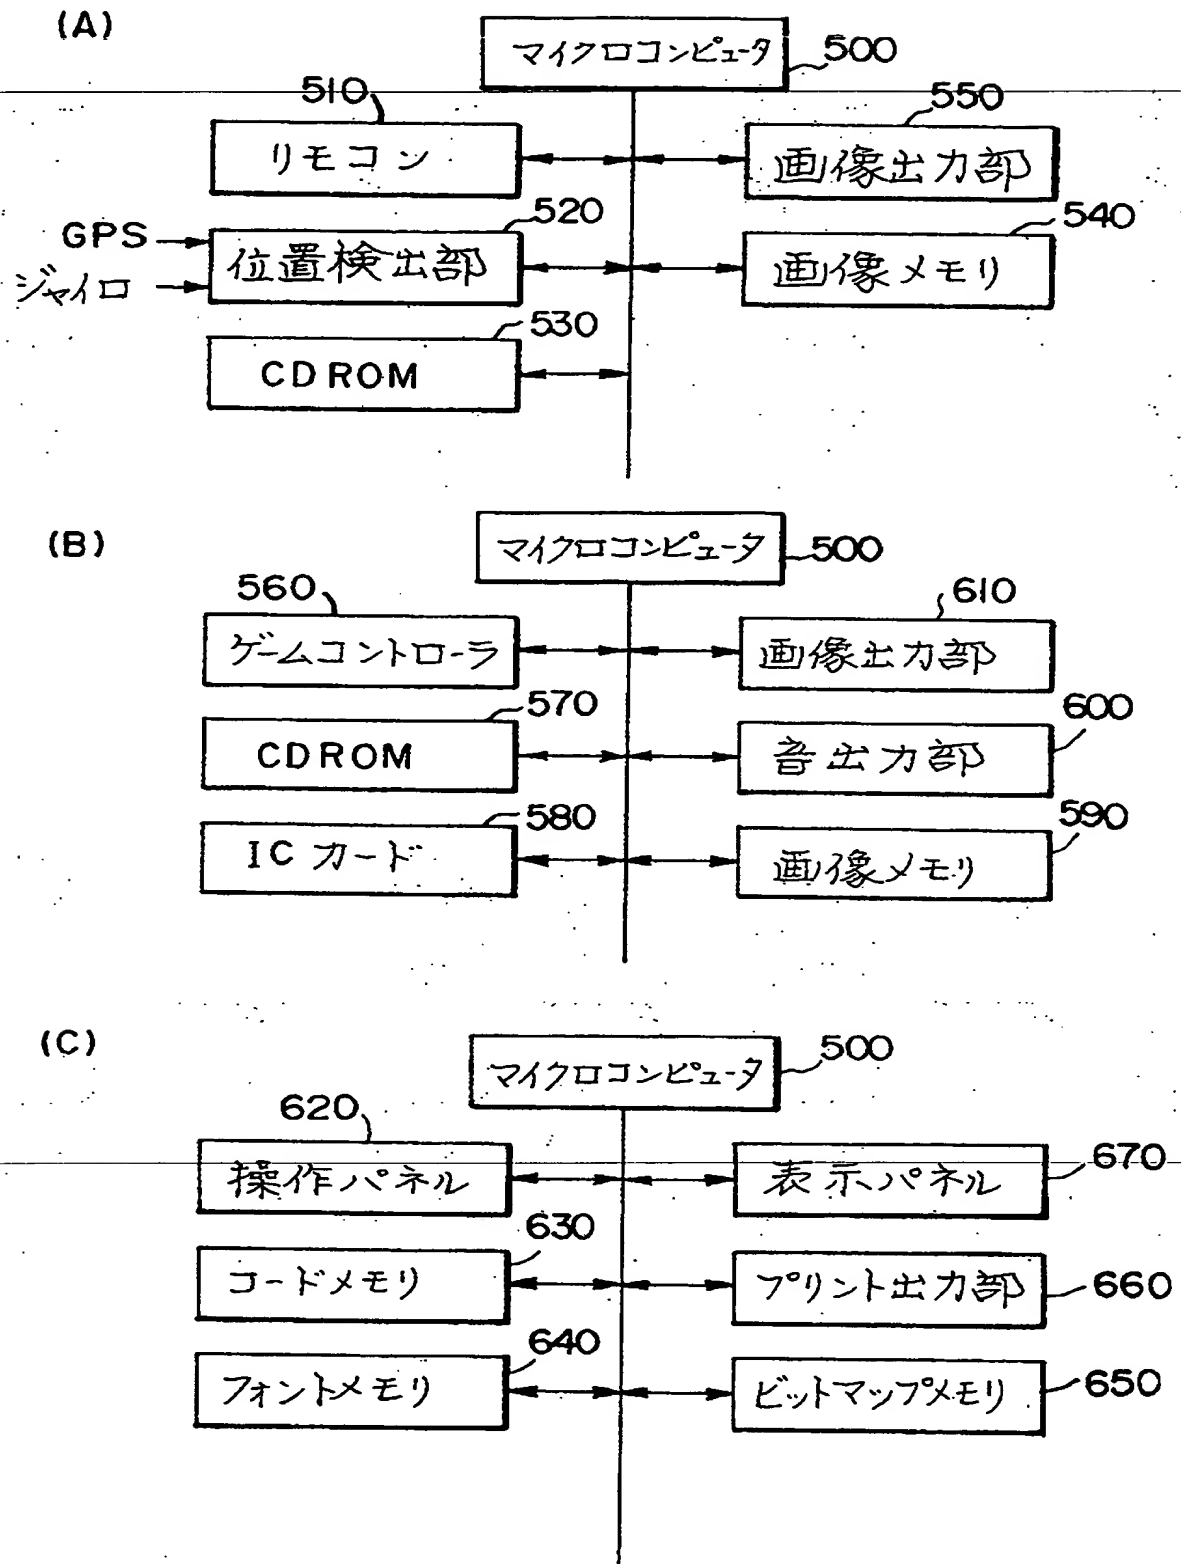 (A)
マイクロコンピュータ 500
510 550
リモコン 画像出力部
520 540
GPS
ジャイロ
位置検出部 画像メモリ
530
CDROM
(B)
マイクロコンピュータ 500
560 610
ゲームコントローラ 画像出力部
570 600
CDROM 音出力部
580 590
ICカード 画像メモリ
(C)
マイクロコンピュータ 500
620 670
操作パネル 表示パネル
630
コードメモリ プリント出力部 660
640
フォントメモリ ビットマップメモリ 650